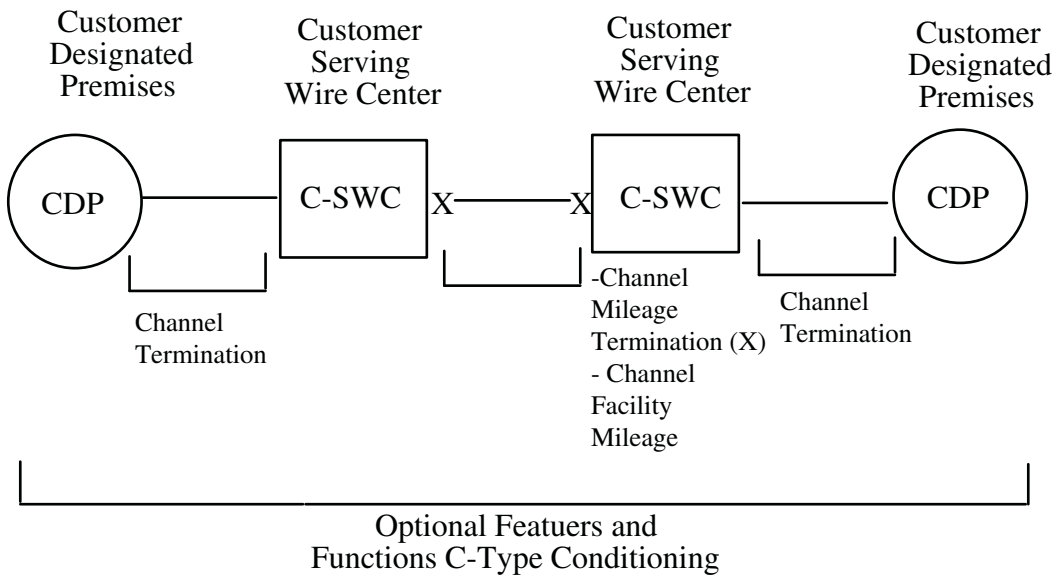 Customer
Designated
Premises
Customer
Serving
Wire Center
Customer
Serving
Wire Center
Customer
Designated
Premises
CDP
C-SWC
X
X
C-SWC
CDP
Channel
Termination
-Channel
Mileage
Termination (X)
- Channel
Facility
Mileage
Channel
Termination
Optional Featuers and
Functions C-Type Conditioning